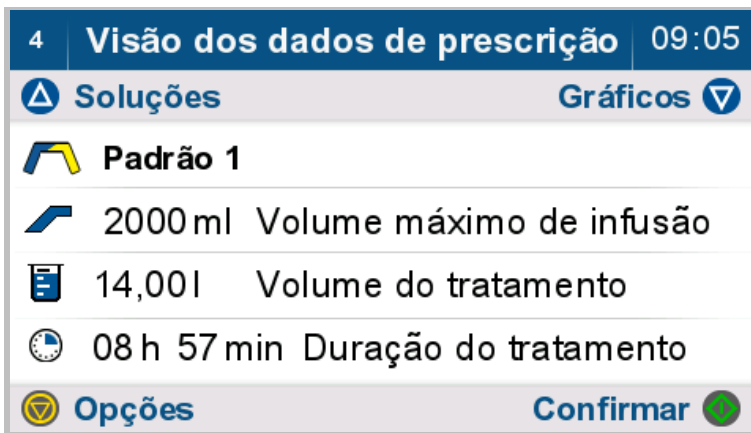 4 Visão dos dados de prescrição 09:05
Soluções Gráficos
Padrão 1
2000 ml Volume máximo de infusão
14,00 l Volume do tratamento
08 h 57 min Duração do tratamento
Opções Confirmar